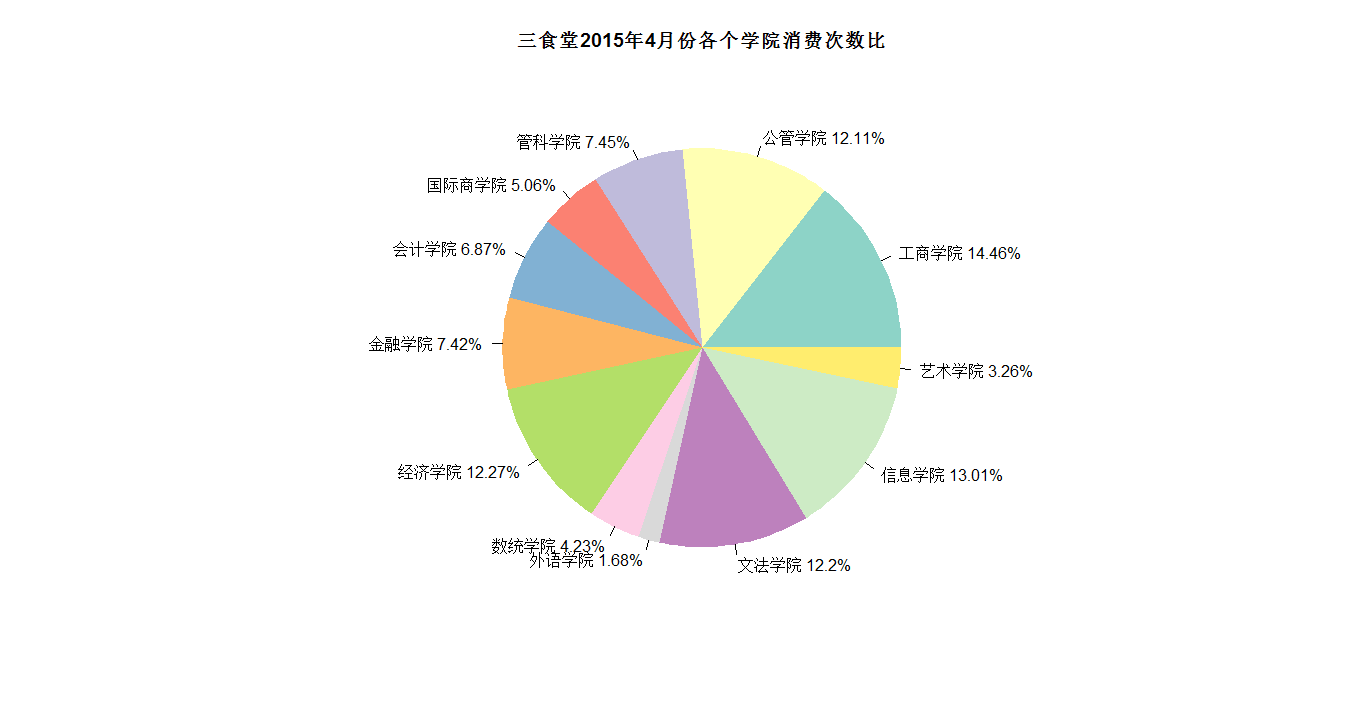 三食堂2015年4月份各个学院消费次数比
公管学院 12.11%
管科学院 7.45%
国际商学院 5.06%
会计学院 6.87%
工商学院 14.46%
金融学院 7.42%
艺术学院 3.26%
经济学院 12.27%
信息学院 13.01%
数统学院 4.23%
外语学院 1.68%
文法学院 12.2%